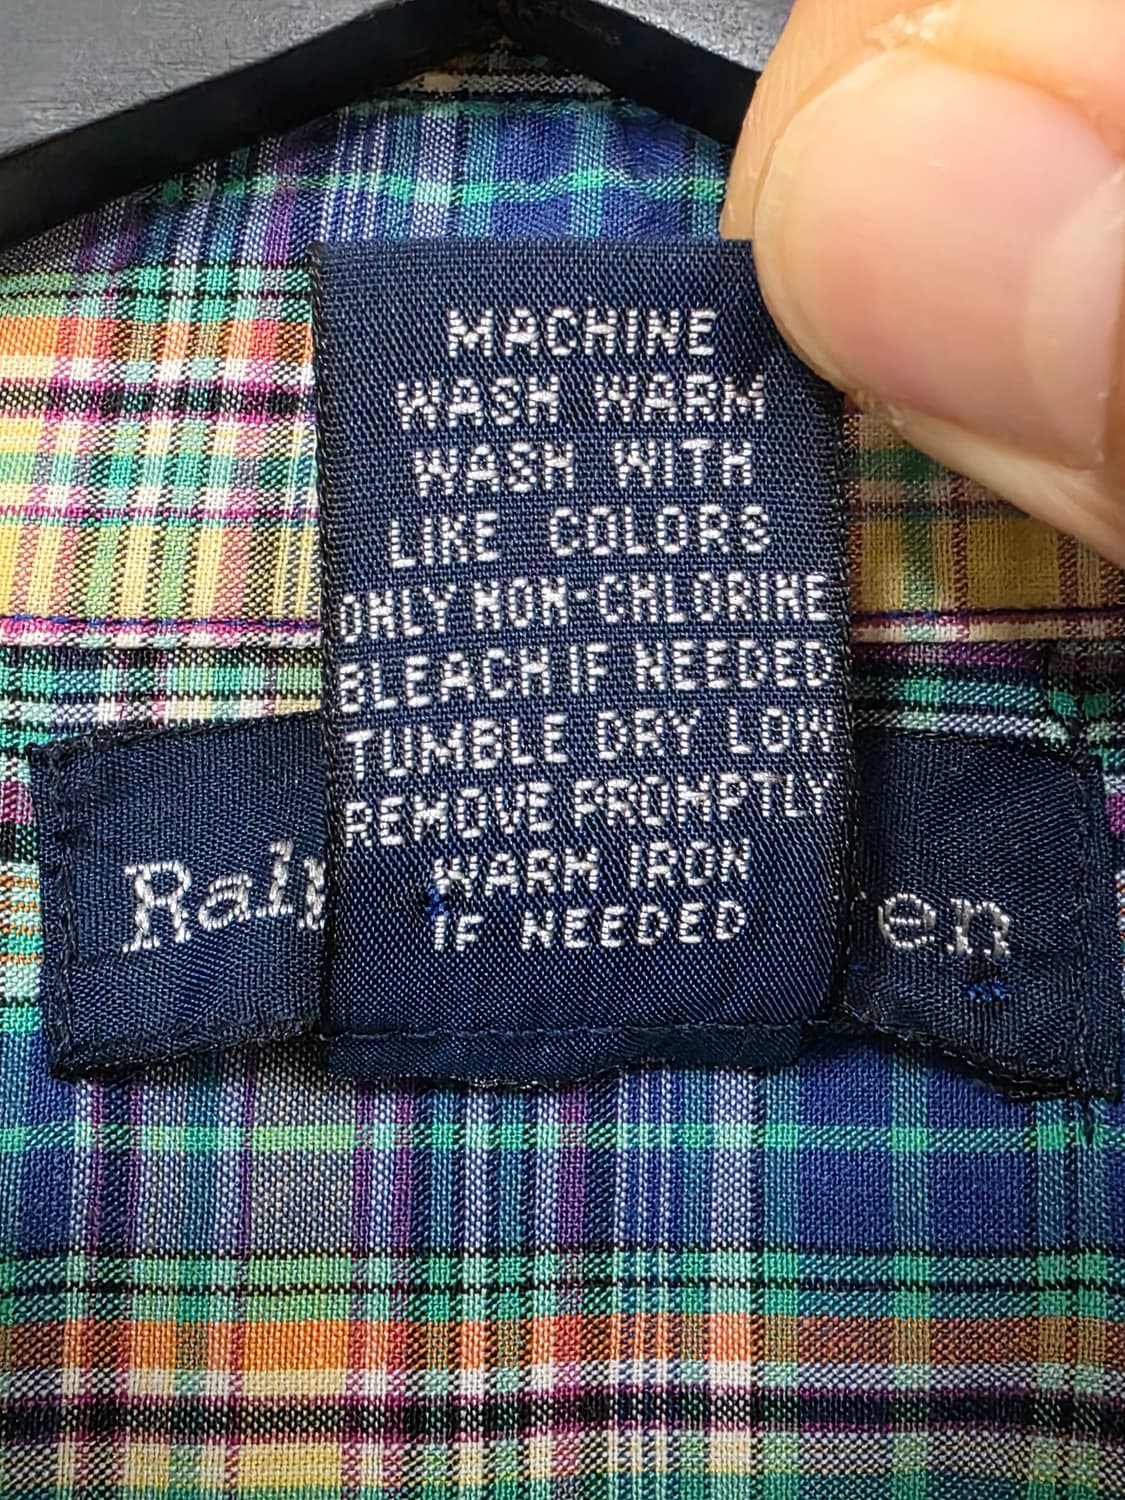 MACHINE
WASH WARM
WASH WITH
LIKE COLORS
ONLY NON-CHLORINE
BLEACH IF NEEDED
TUMBLE DRY LOW
REMOVE PROMPTLY
WARM IRON
IF NEEDED